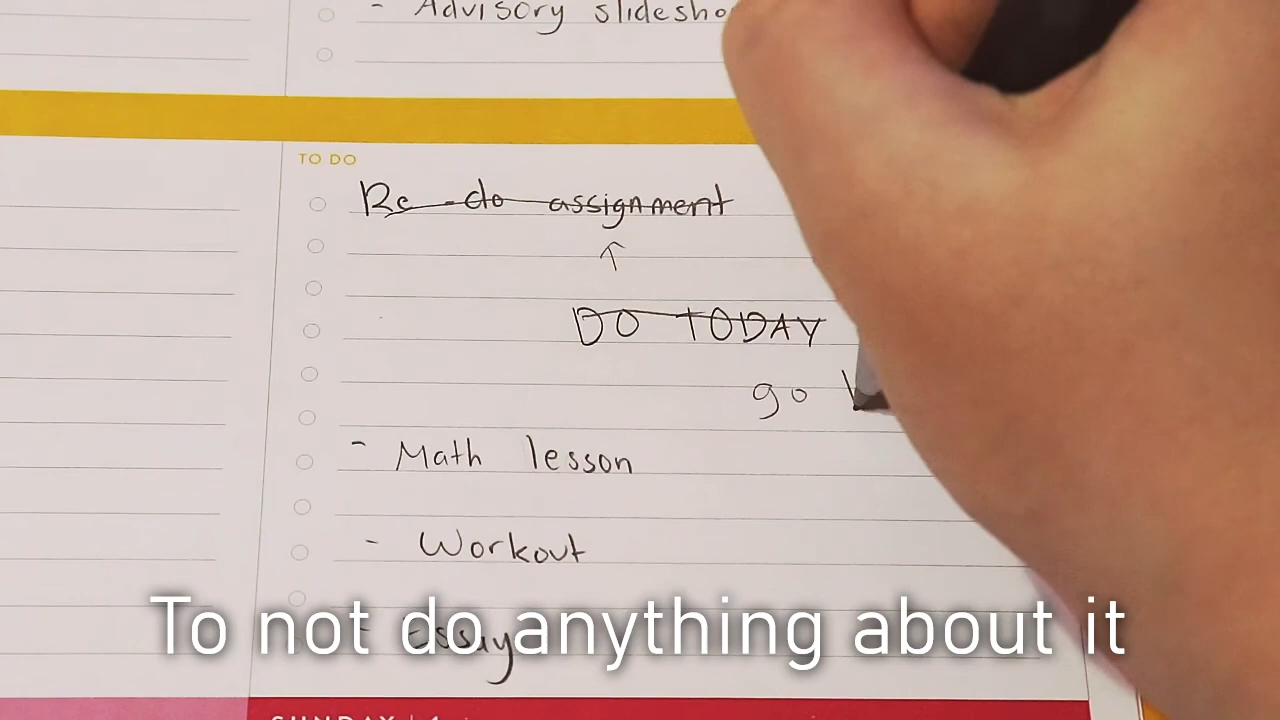 - Advisory
TO DO
Re-do assignment
↑
DO TODAY
go
- Math lesson
- Workout
- Essay
To not do anything about it
SUNDAY